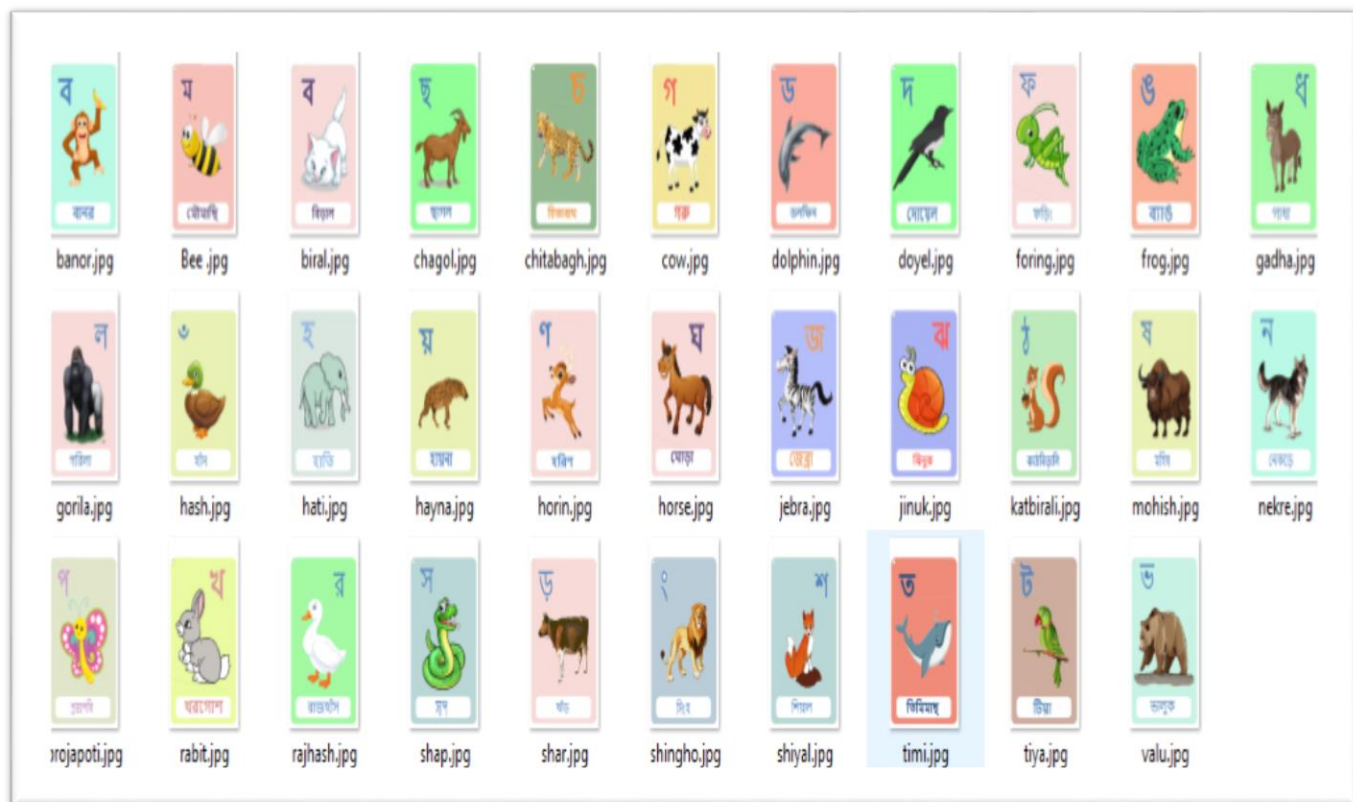 ব ম ব ছ চ গ ড দ ফ ঙ ধ
বানর মৌমাছি বিড়াল ছাগল চিতাবাঘ গরু ডলফিন দোয়েল ফড়িং ব্যাঙ গাধা
banor.jpg Bee .jpg biral.jpg chagol.jpg chitabagh.jpg cow.jpg dolphin.jpg doyel.jpg foring.jpg frog.jpg gadha.jpg
ল ঁ হ য় ণ ঘ জ ঝ ঠ ষ ন
গরিলা হাঁস হাতি হায়না হরিণ ঘোড়া জেব্রা ঝিনুক কাঠবিড়ালি মহিষ নেকড়ে
gorila.jpg hash.jpg hati.jpg hayna.jpg horin.jpg horse.jpg jebra.jpg jinuk.jpg katbirali.jpg mohish.jpg nekre.jpg
প খ র স ড় ং শ ত ট ভ
প্রজাপতি খরগোশ রাজহাঁস ষাঁড় সিংহ শিয়াল তিমিমাছ টিয়া ভালুক
orojapoti.jpg rabit.jpg rajhash.jpg shap.jpg shar.jpg shingho.jpg shiyal.jpg timi.jpg tiya.jpg valu.jpg